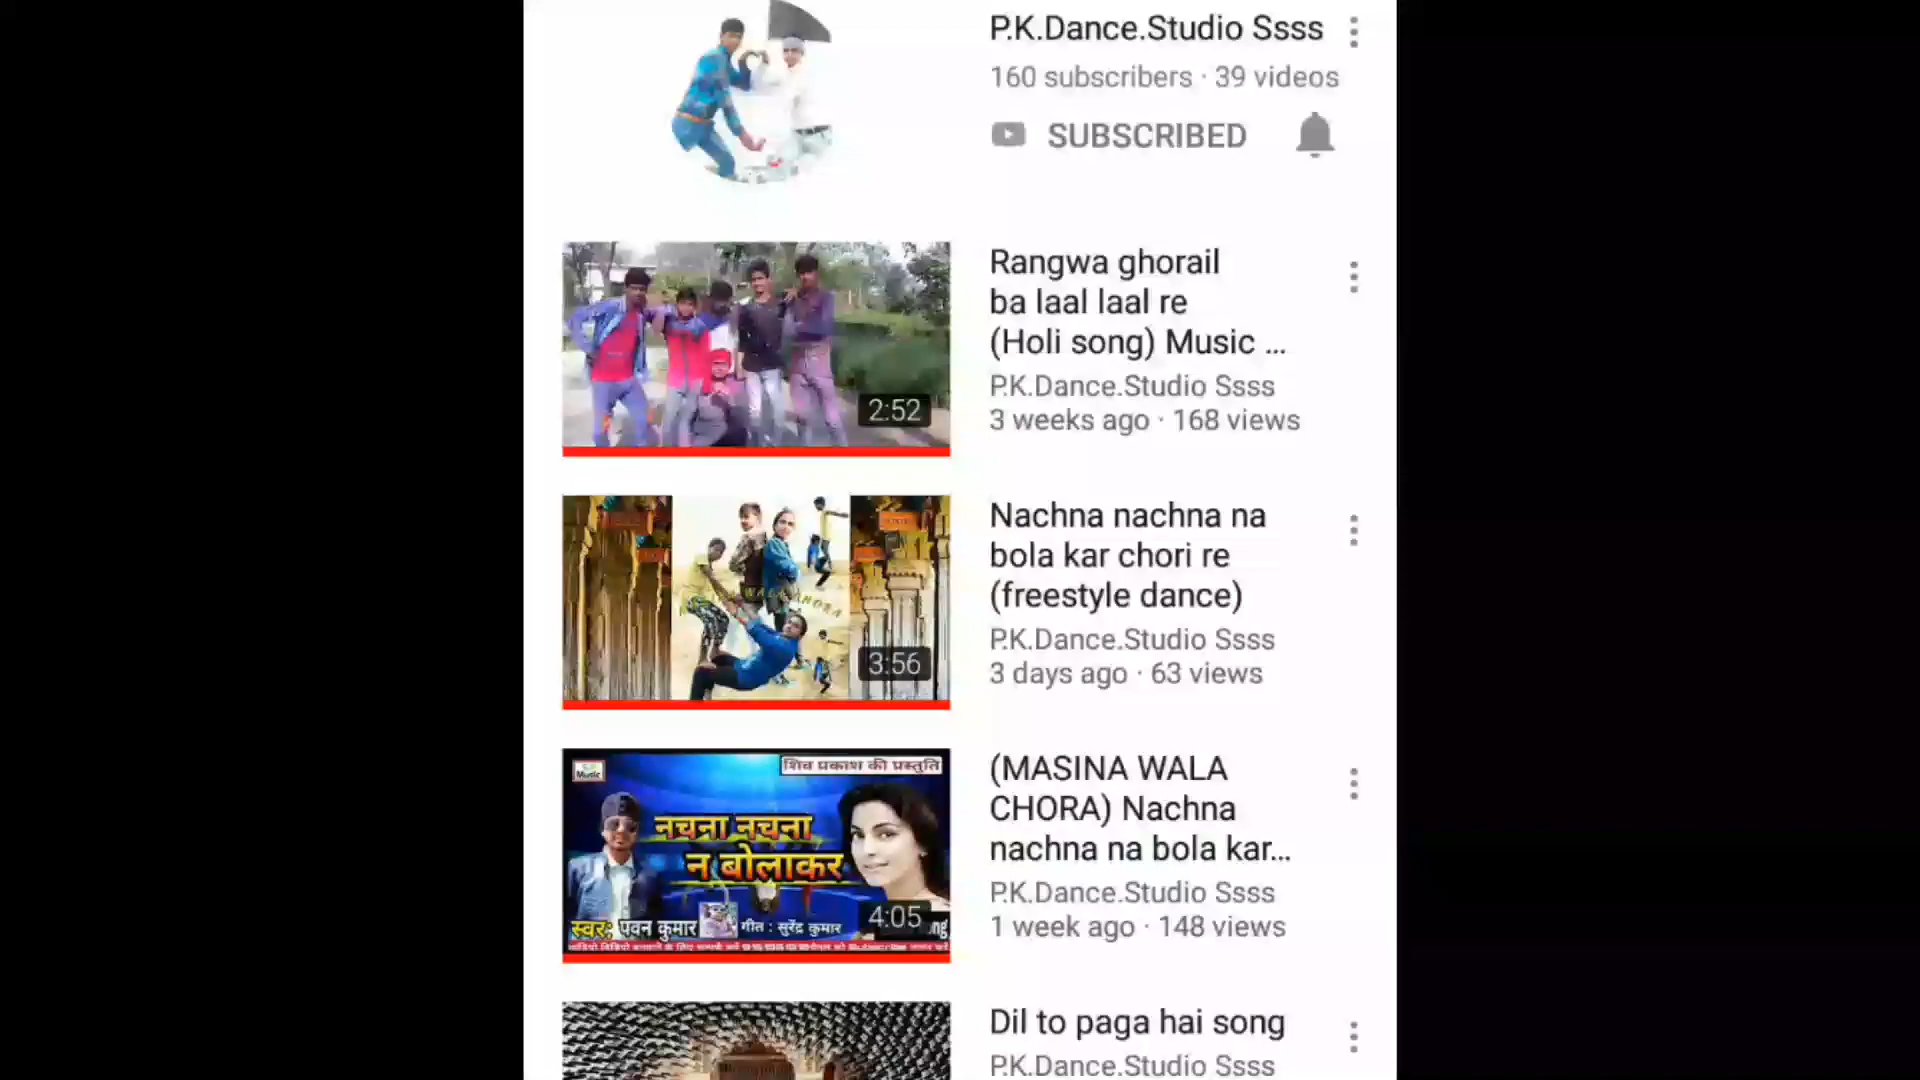 P.K.Dance.Studio Ssss
160 subscribers · 39 videos
SUBSCRIBED
2:52
Rangwa ghorail
ba laal laal re
(Holi song) Music ...
P.K.Dance.Studio Ssss
3 weeks ago · 168 views
WALA CHORA
3:56
Nachna nachna na
bola kar chori re
(freestyle dance)
P.K.Dance.Studio Ssss
3 days ago · 63 views
Music
शिव प्रकाश की प्रस्तुति
नचना नचना
न बोलाकर
स्वर: पवन कुमार
गीत : सुरेंद्र कुमार
4:05
(MASINA WALA
CHORA) Nachna
nachna na bola kar...
P.K.Dance.Studio Ssss
1 week ago · 148 views
Dil to paga hai song
P.K.Dance.Studio Ssss